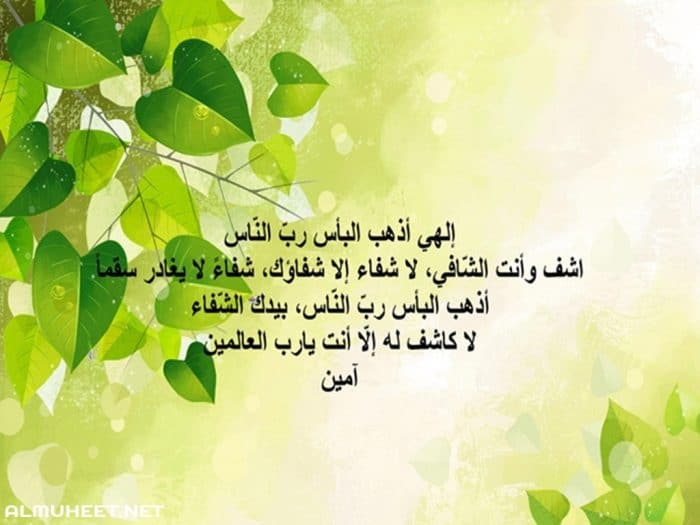 إلهي أذهب البأس ربّ النّاس
اشف وأنت الشّافي، لا شفاء إلا شفاؤك، شفاءً لا يغادر سقماً
أذهب البأس ربّ النّاس، بيدك الشّفاء
لا كاشف له إلّا أنت يارب العالمين
آمين
ALMUHEET.NET